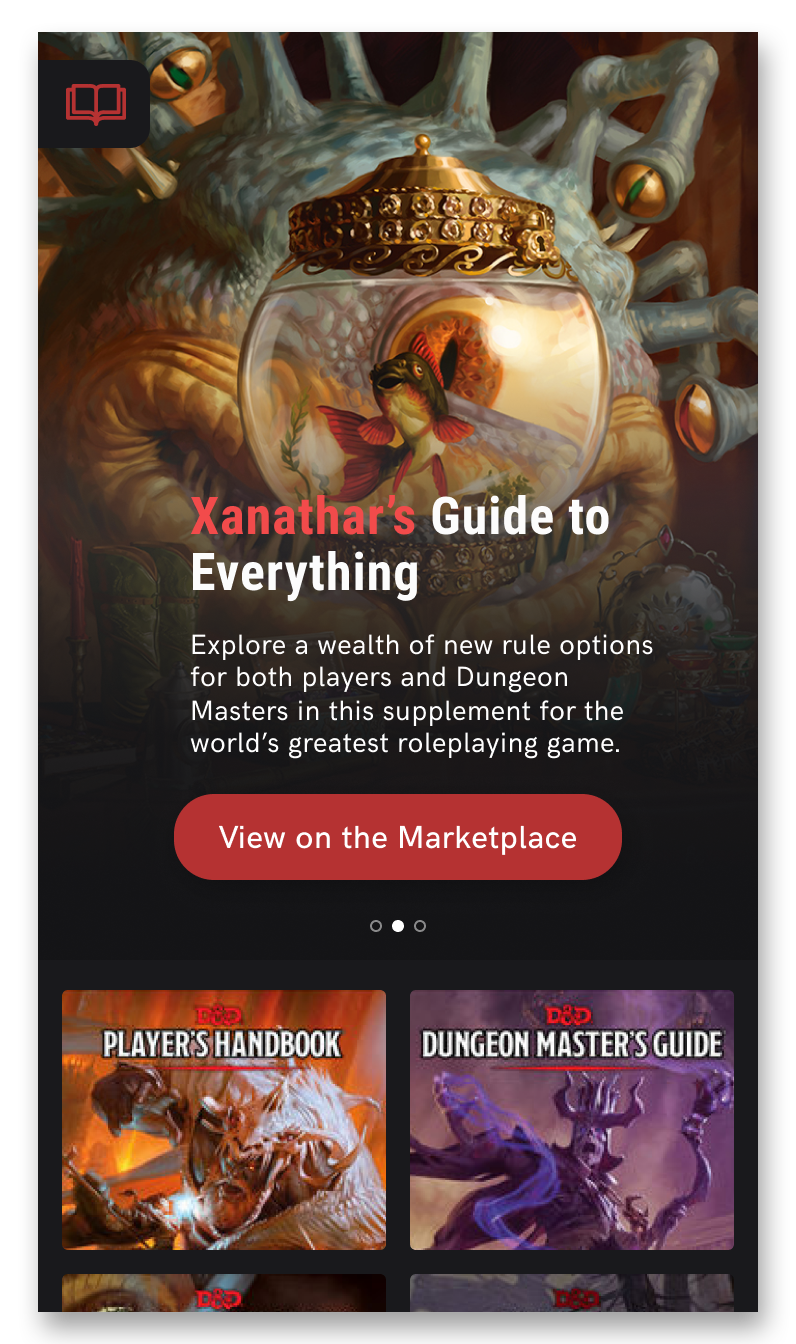 Xanathar’s Guide to
Everything
Explore a wealth of new rule options
for both players and Dungeon
Masters in this supplement for the
world’s greatest roleplaying game.
View on the Marketplace
D&D
PLAYER'S HANDBOOK
D&D
DUNGEON MASTER'S GUIDE
D&D
D&D